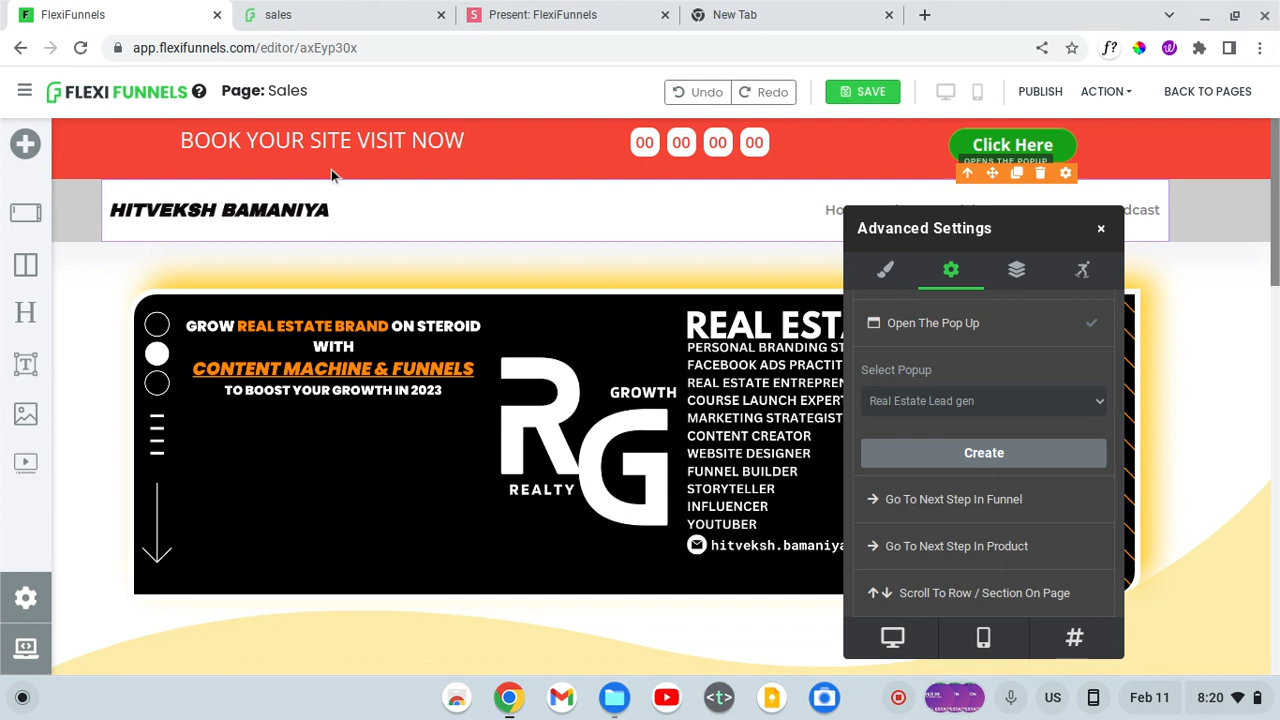 FlexiFunnels
sales
Present: FlexiFunnels
New Tab
app.flexifunnels.com/editor/axEyp30x
FLEXI FUNNELS
Page: Sales
Undo
Redo
SAVE
PUBLISH
ACTION
BACK TO PAGES
BOOK YOUR SITE VISIT NOW
00 00 00 00
Click Here
OPENS THE POPUP
HITVEKSH BAMANIYA
Advanced Settings
GROW REAL ESTATE BRAND ON STEROID
WITH
CONTENT MACHINE & FUNNELS
TO BOOST YOUR GROWTH IN 2023
RG
GROWTH
REALTY
REAL EST
PERSONAL BRANDING ST
FACEBOOK ADS PRACTIT
REAL ESTATE ENTREPREN
COURSE LAUNCH EXPERT
MARKETING STRATEGIST
CONTENT CREATOR
WEBSITE DESIGNER
FUNNEL BUILDER
STORYTELLER
INFLUENCER
YOUTUBER
hitveksh.bamaniya
Open The Pop Up
Select Popup
Real Estate Lead gen
Create
Go To Next Step In Funnel
Go To Next Step In Product
Scroll To Row / Section On Page
US
Feb 11
8:20